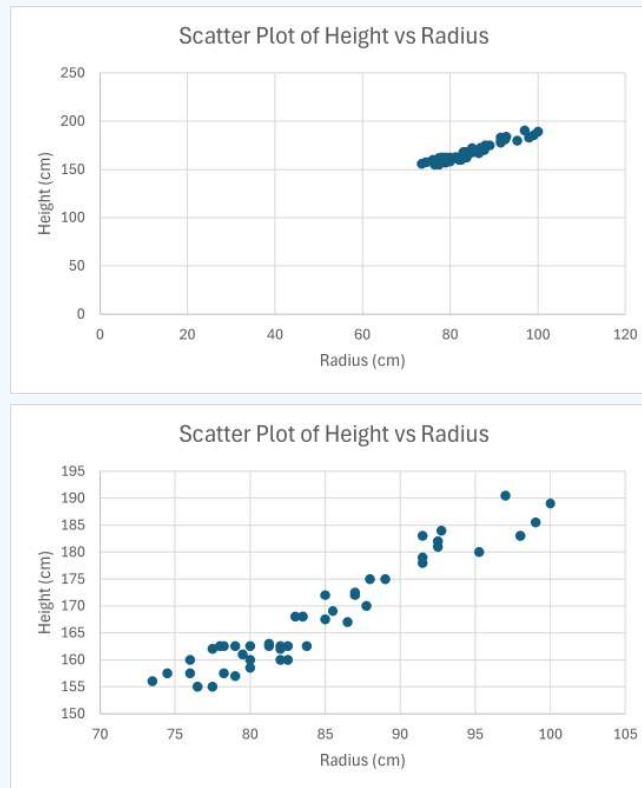 Scatter Plot of Height vs Radius
250
200
150
100
50
0
Height (cm)
0 20 40 60 80 100 120
Radius (cm)
Scatter Plot of Height vs Radius
195
190
185
180
175
170
165
160
155
150
Height (cm)
70 75 80 85 90 95 100 105
Radius (cm)